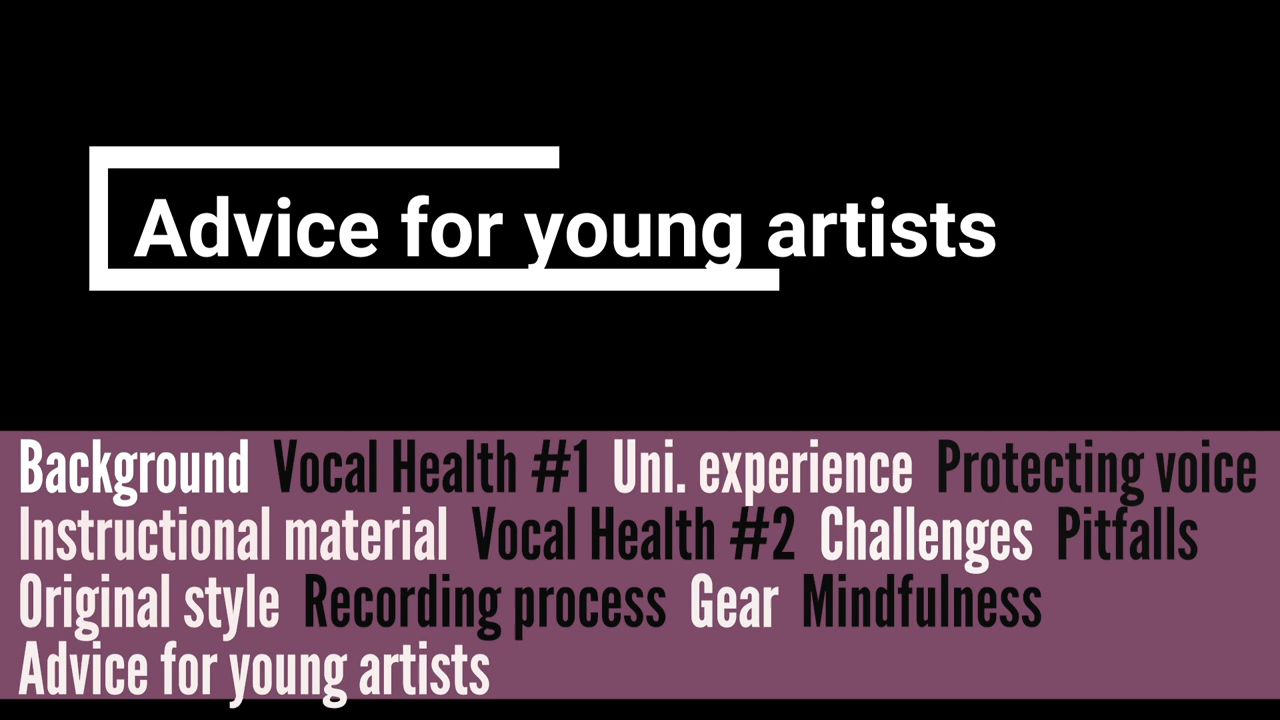 Advice for young artists
Background Vocal Health #1 Uni. experience Protecting voice
Instructional material Vocal Health #2 Challenges Pitfalls
Original style Recording process Gear Mindfulness
Advice for young artists